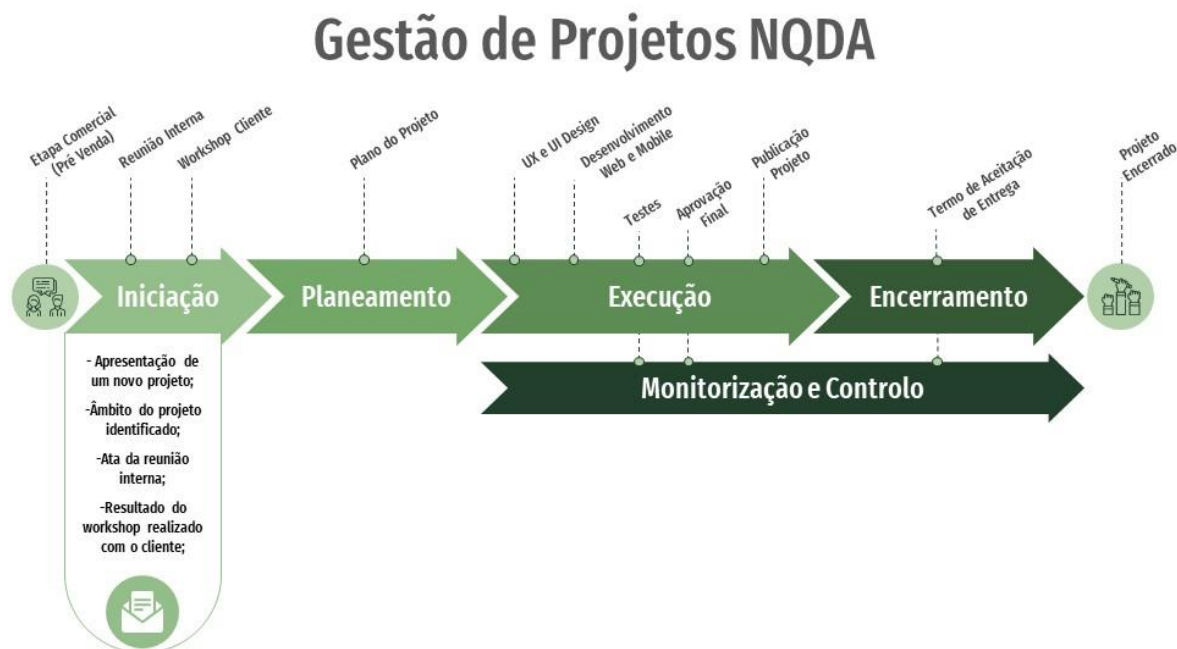 Gestão de Projetos NQDA
Etapa Comercial
(Pré Venda)
Reunião Interna
Workshop Cliente
Plano do Projeto
UX e UI Design
Desenvolvimento
Web e Mobile
Testes
Aprovação
Final
Publicação
Projeto
Termo de Aceitação
de Entrega
Projeto
Encerrado
Iniciação
Planeamento
Execução
Encerramento
Monitorização e Controlo
- Apresentação de
um novo projeto;
-Âmbito do projeto
identificado;
-Ata da reunião
interna;
-Resultado do
workshop realizado
com o cliente;